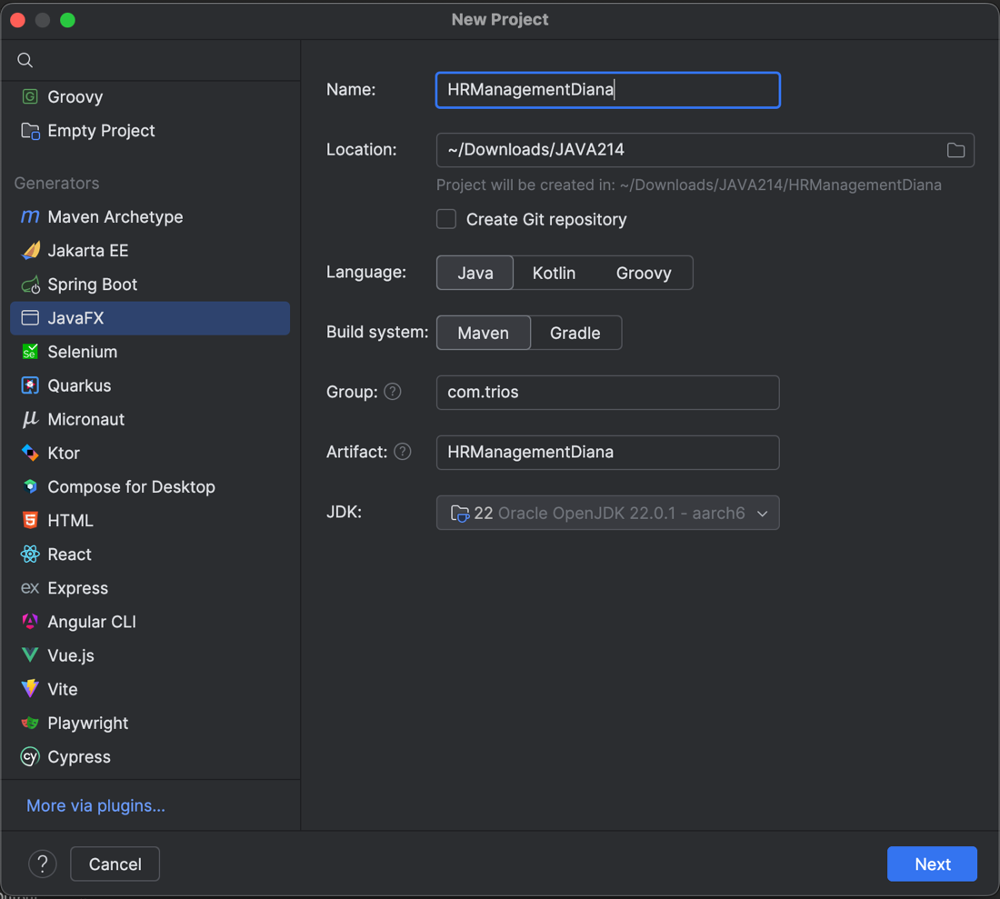 New Project
Groovy
Empty Project
Generators
Maven Archetype
Jakarta EE
Spring Boot
JavaFX
Selenium
Quarkus
Micronaut
Ktor
Compose for Desktop
HTML
React
Express
Angular CLI
Vue.js
Vite
Playwright
Cypress
More via plugins...
Name: HRManagementDiana
Location: ~/Downloads/JAVA214
Project will be created in: ~/Downloads/JAVA214/HRManagementDiana
Create Git repository
Language: Java Kotlin Groovy
Build system: Maven Gradle
Group: ? com.trios
Artifact: ? HRManagementDiana
JDK: 22 Oracle OpenJDK 22.0.1 - aarch6
? Cancel Next